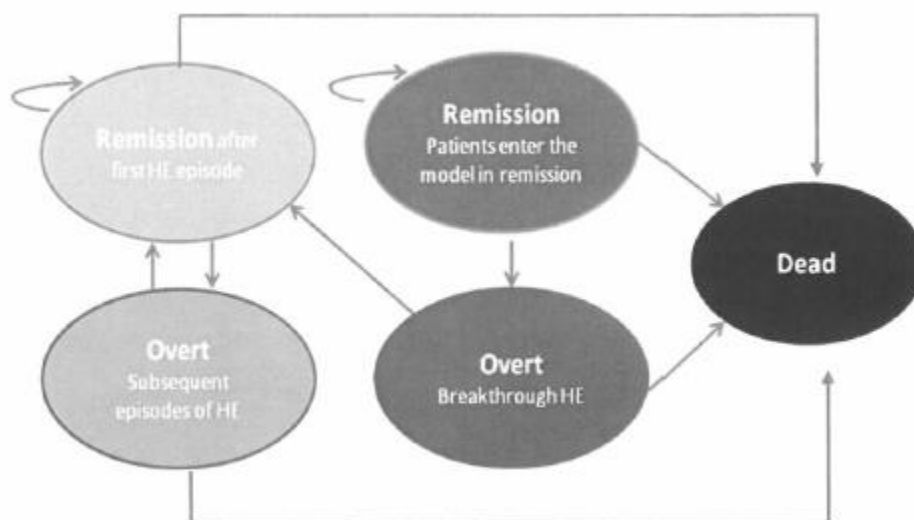 Remission after
first HE episode
Remission
Patients enter the
model in remission
Dead
Overt
Subsequent
episodes of HE
Overt
Breakthrough HE